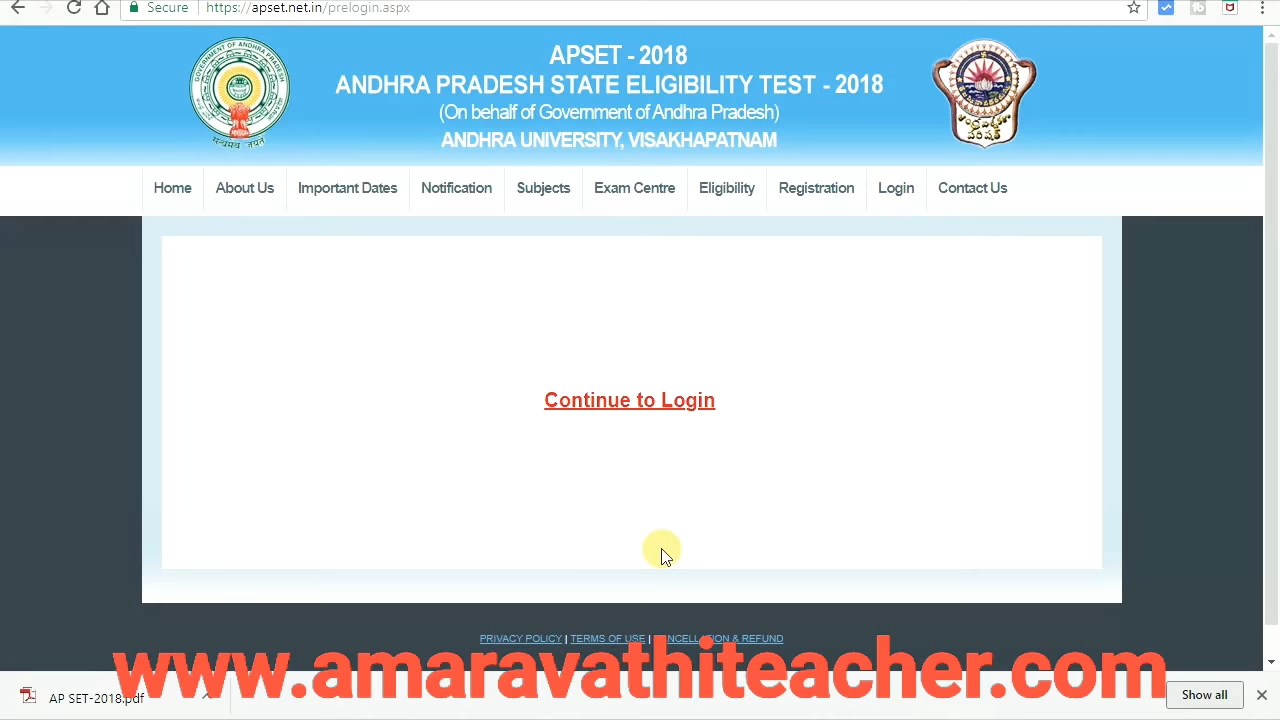 Secure https://apset.net.in/prelogin.aspx
APSET - 2018
ANDHRA PRADESH STATE ELIGIBILITY TEST - 2018
(On behalf of Government of Andhra Pradesh)
ANDHRA UNIVERSITY, VISAKHAPATNAM
Home About Us Important Dates Notification Subjects Exam Centre Eligibility Registration Login Contact Us
Continue to Login
PRIVACY POLICY | TERMS OF USE | & REFUND
www.amaravathiteacher.com
AP SET-2018.pdf Show all